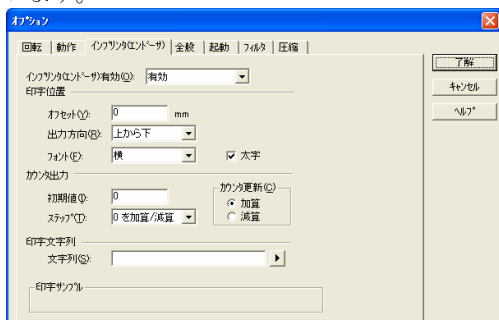 ｵﾌﾟｼｮﾝ
回転 動作 ｲﾝﾌﾟﾘﾝﾀ(ｴﾝﾄﾞｰｻ) 全般 起動 ﾌｨﾙﾀ 圧縮
了解
ｲﾝﾌﾟﾘﾝﾀ(ｴﾝﾄﾞｰｻ)有効(O): 有効
ｷｬﾝｾﾙ
印字位置
ﾍﾙﾌﾟ
ｵﾌｾｯﾄ(Y): 0 mm
出力方向(R): 上から下
ﾌｫﾝﾄ(F): 横 太字
ｶｳﾝﾀ出力
初期値(I): 0
ｶｳﾝﾀ更新(C)
加算
ｽﾃｯﾌﾟ(T): 0 を加算/減算
減算
印字文字列
文字列(S):
印字ｻﾝﾌﾟﾙ